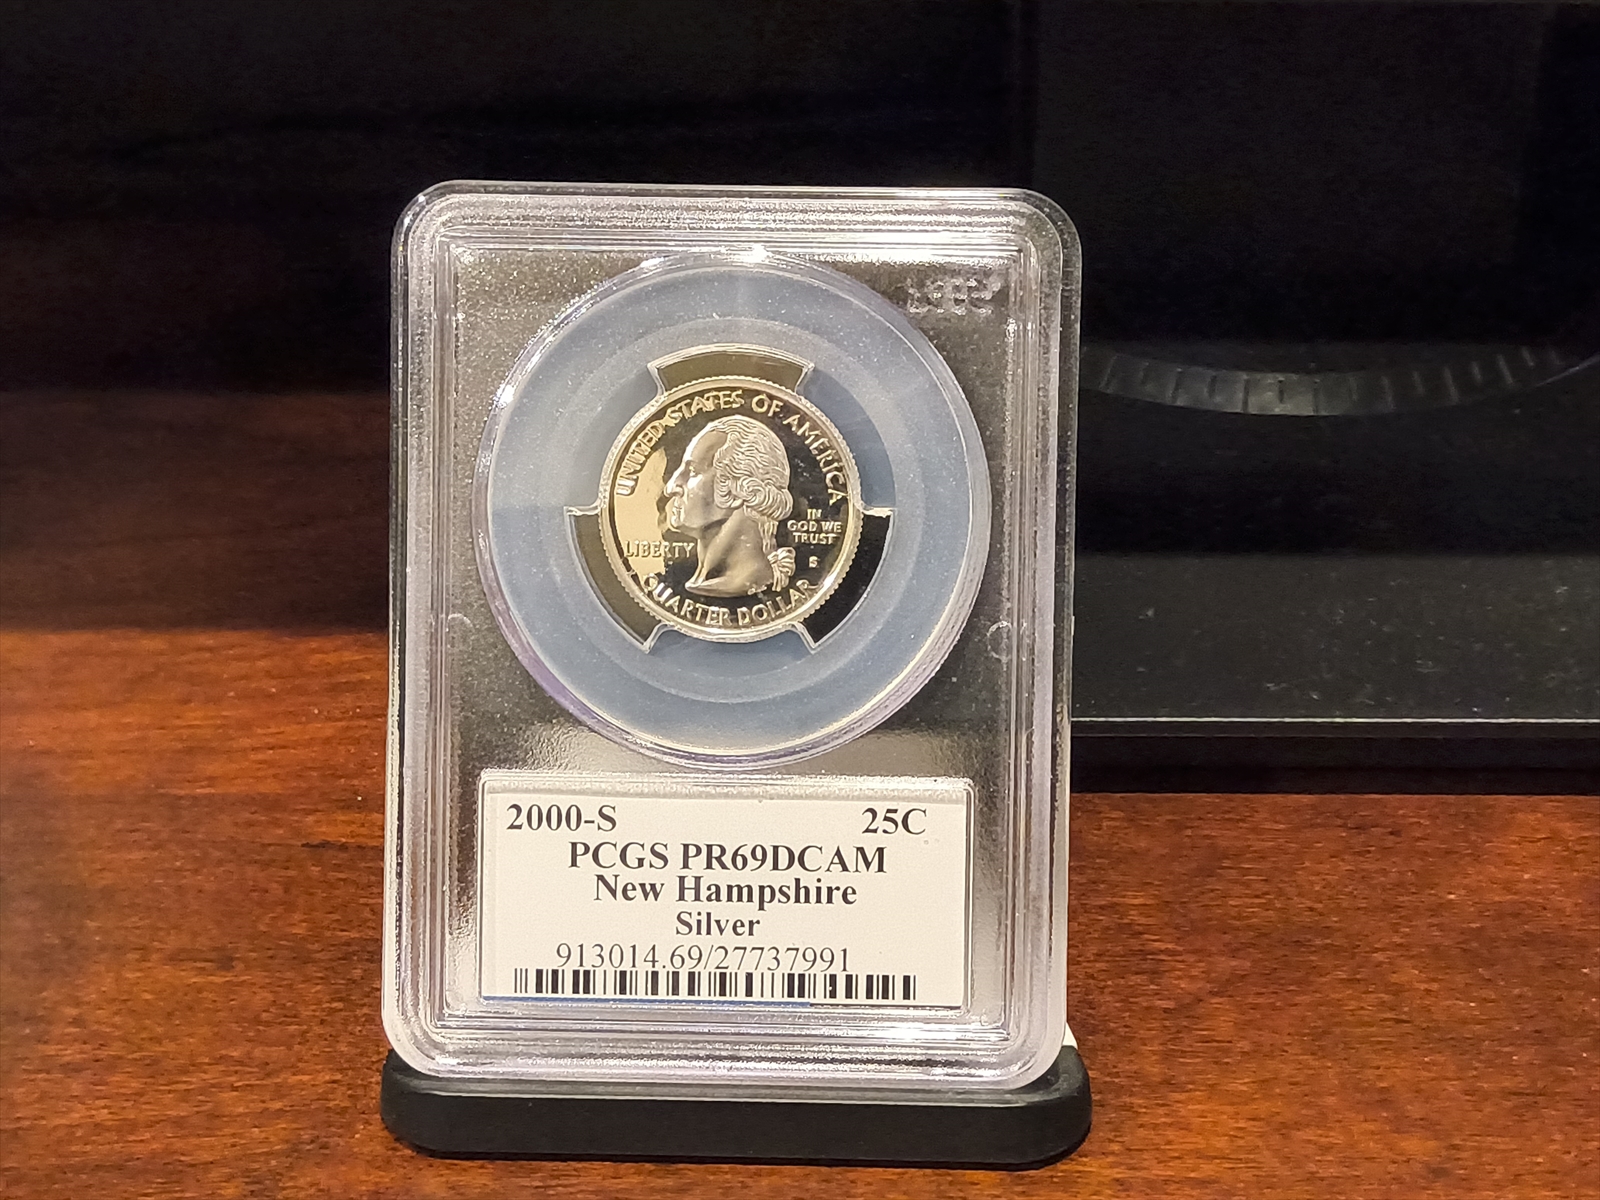 UNITED STATES OF AMERICA
IN
GOD WE
TRUST
LIBERTY
S
QUARTER DOLLAR
2000-S 25C
PCGS PR69DCAM
New Hampshire
Silver
913014.69/27737991